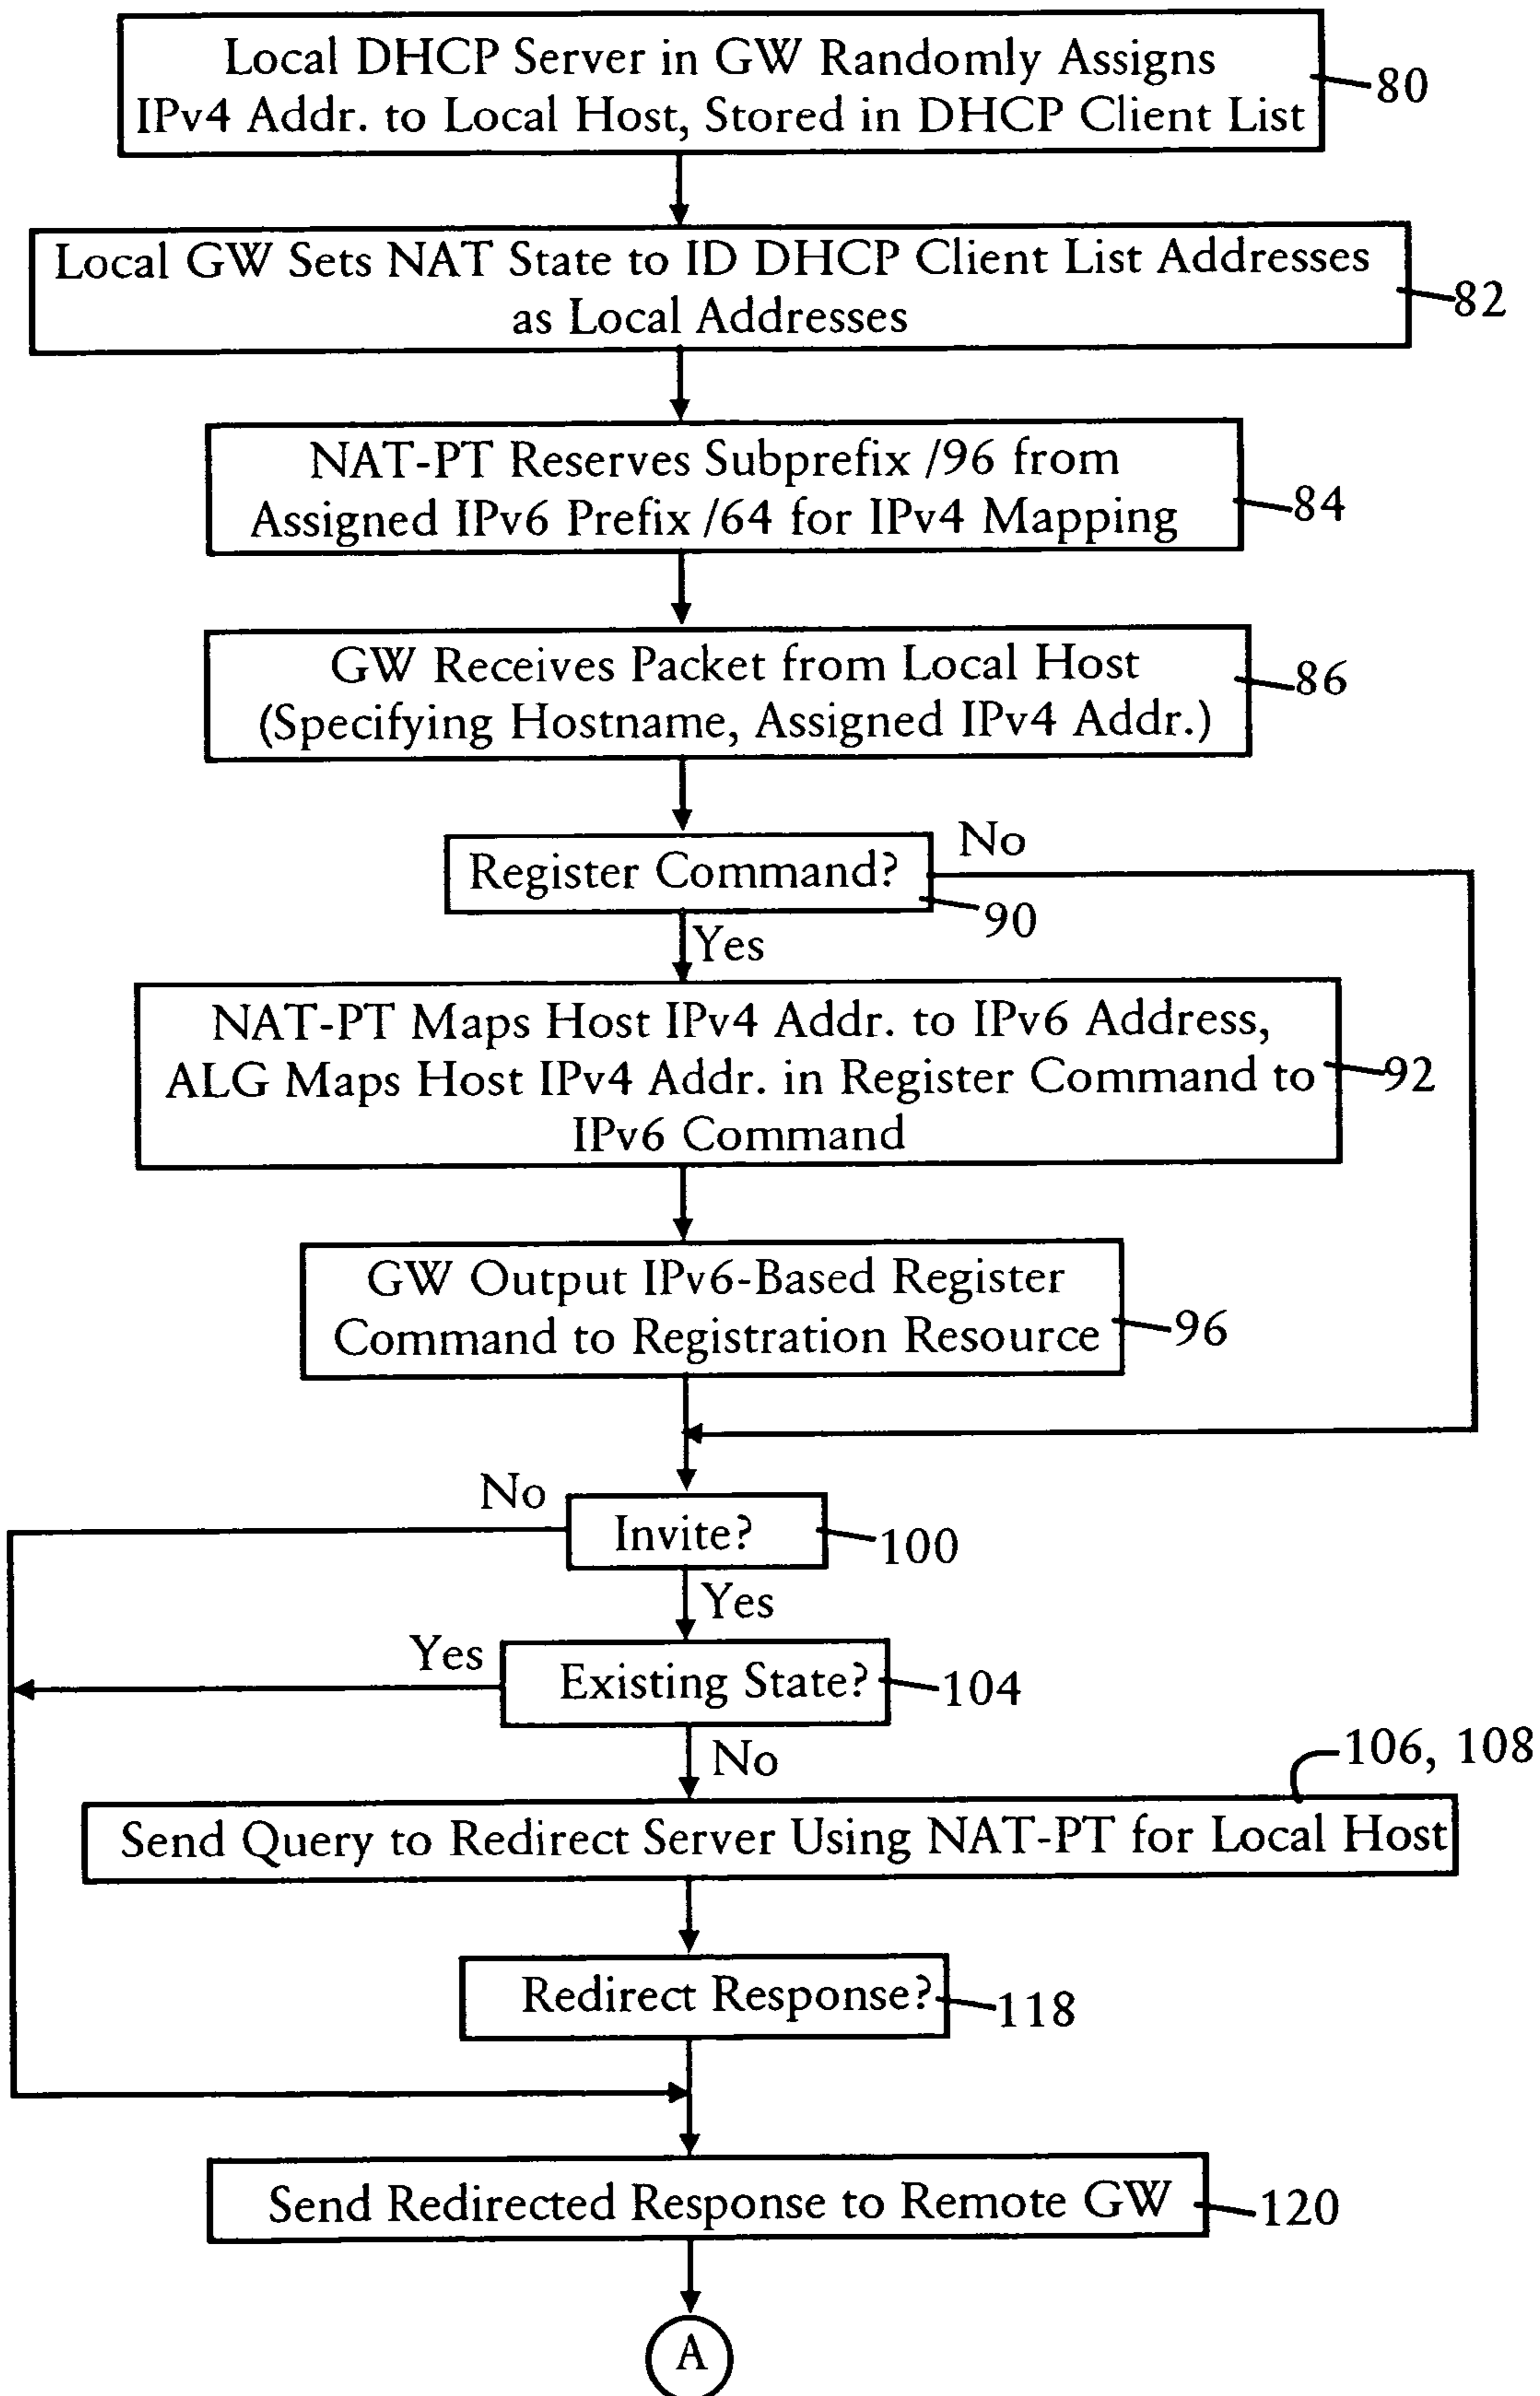 Local DHCP Server in GW Randomly Assigns
IPv4 Addr. to Local Host, Stored in DHCP Client List
80
Local GW Sets NAT State to ID DHCP Client List Addresses
as Local Addresses
82
NAT-PT Reserves Subprefix /96 from
Assigned IPv6 Prefix /64 for IPv4 Mapping
84
GW Receives Packet from Local Host
(Specifying Hostname, Assigned IPv4 Addr.)
86
Register Command?
No
90
Yes
NAT-PT Maps Host IPv4 Addr. to IPv6 Address,
ALG Maps Host IPv4 Addr. in Register Command to
IPv6 Command
92
GW Output IPv6-Based Register
Command to Registration Resource
96
No
Invite?
100
Yes
Yes
Existing State?
104
No
106, 108
Send Query to Redirect Server Using NAT-PT for Local Host
Redirect Response?
118
Send Redirected Response to Remote GW
120
A